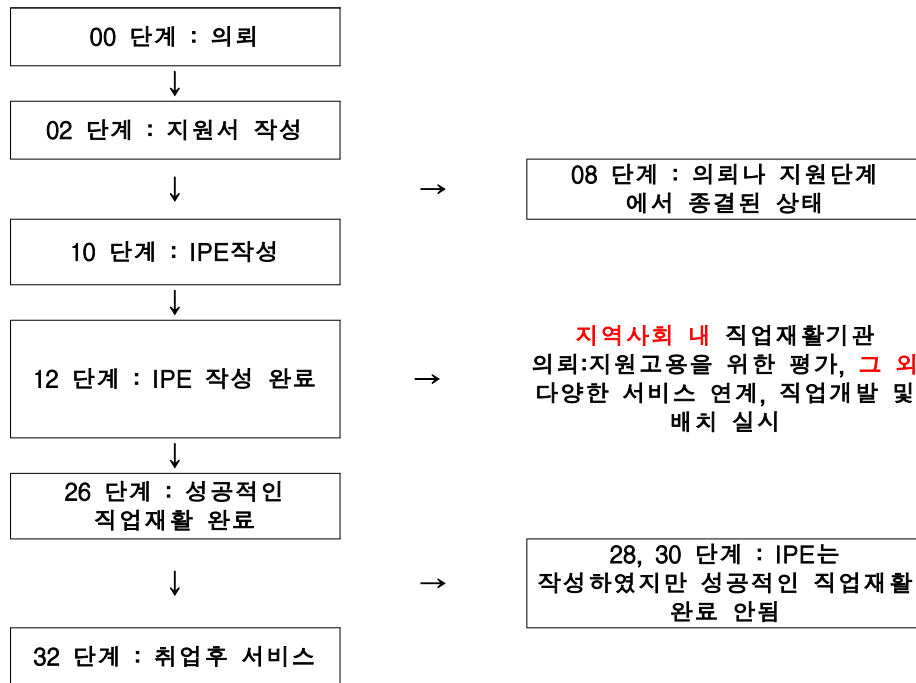 00 단계 : 의뢰
↓
02 단계 : 지원서 작성
↓ →
08 단계 : 의뢰나 지원단계
에서 종결된 상태
10 단계 : IPE작성
↓
12 단계 : IPE 작성 완료
→
지역사회 내 직업재활기관
의뢰:지원고용을 위한 평가, 그 외
다양한 서비스 연계, 직업개발 및
배치 실시
↓
26 단계 : 성공적인
직업재활 완료
↓ →
28, 30 단계 : IPE는
작성하였지만 성공적인 직업재활
완료 안됨
32 단계 : 취업후 서비스